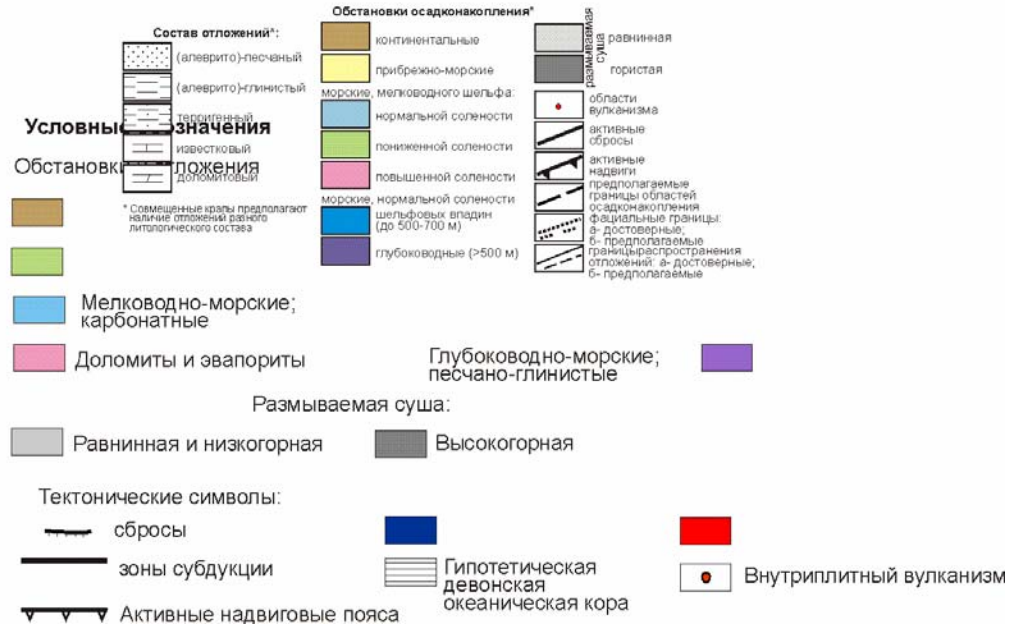 Обстановки осадконакопления*
Состав отложений*:
(алеврито)-песчаный
(алеврито)-глинистый
терригенный
известковый
доломитовый
* Совмещенные крапы предполагают
наличие отложений разного
литологического состава
континентальные
прибрежно-морские
морские, мелководного шельфа:
нормальной солености
пониженной солености
повышенной солености
морские, нормальной солености
шельфовых впадин
(до 500-700 м)
глубоководные (>500 м)
размываемая
суша
равнинная
гористая
области
вулканизма
активные
сбросы
активные
надвиги
предполагаемые
границы областей
осадконакопления
фациальные границы:
а- достоверные;
б- предполагаемые
границыраспространения
отложений: а- достоверные;
б- предполагаемые
Условные означения
Обстановки отложения
Мелководно-морские;
карбонатные
Доломиты и эвапориты
Глубоководно-морские;
песчано-глинистые
Размываемая суша:
Равнинная и низкогорная
Высокогорная
Тектонические символы:
сбросы
зоны субдукции
Активные надвиговые пояса
Гипотетическая
девонская
океаническая кора
Внутриплитный вулканизм